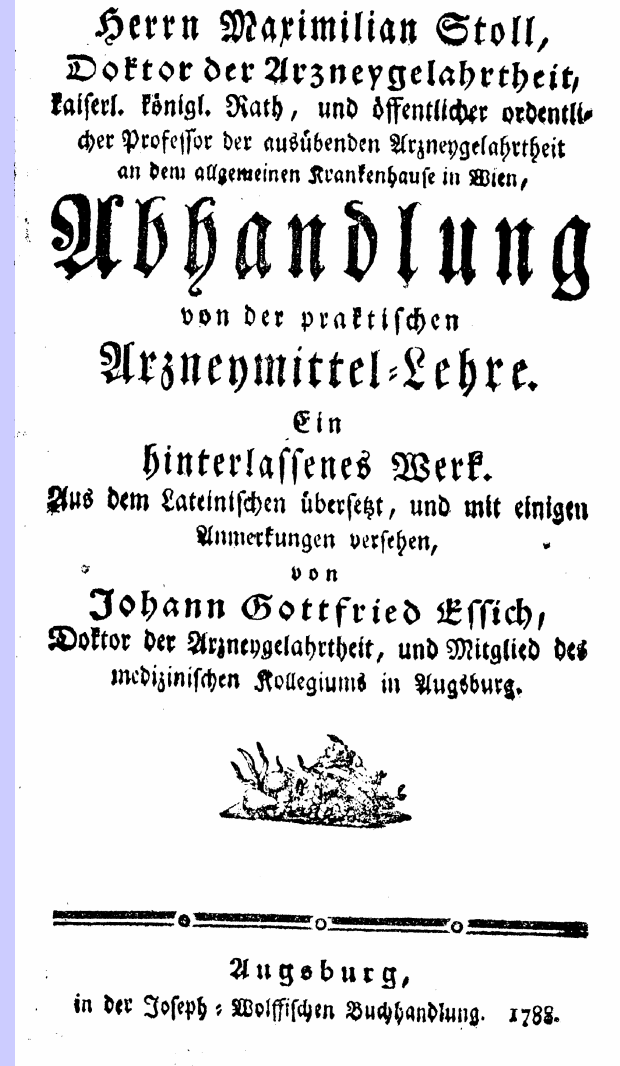 Herrn Maximilian Stoll,
Doktor der Arzneygelahrtheit,
kaiserl. königl. Rath, und öffentlicher ordentli-
cher Professor der ausübenden Arzneygelahrtheit
an dem allgemeinen Krankenhause in Wien,
Abhandlung
von der praktischen
Arzneymittel-Lehre.
Ein
hinterlassenes Werk.
Aus dem Lateinischen übersetzt, und mit einigen
Anmerkungen versehen,
von
Johann Gottfried Essich,
Doktor der Arzneygelahrtheit, und Mitglied des
medizinischen Kollegiums in Augsburg.
Augsburg,
in der Joseph-Wolffischen Buchhandlung. 1788.